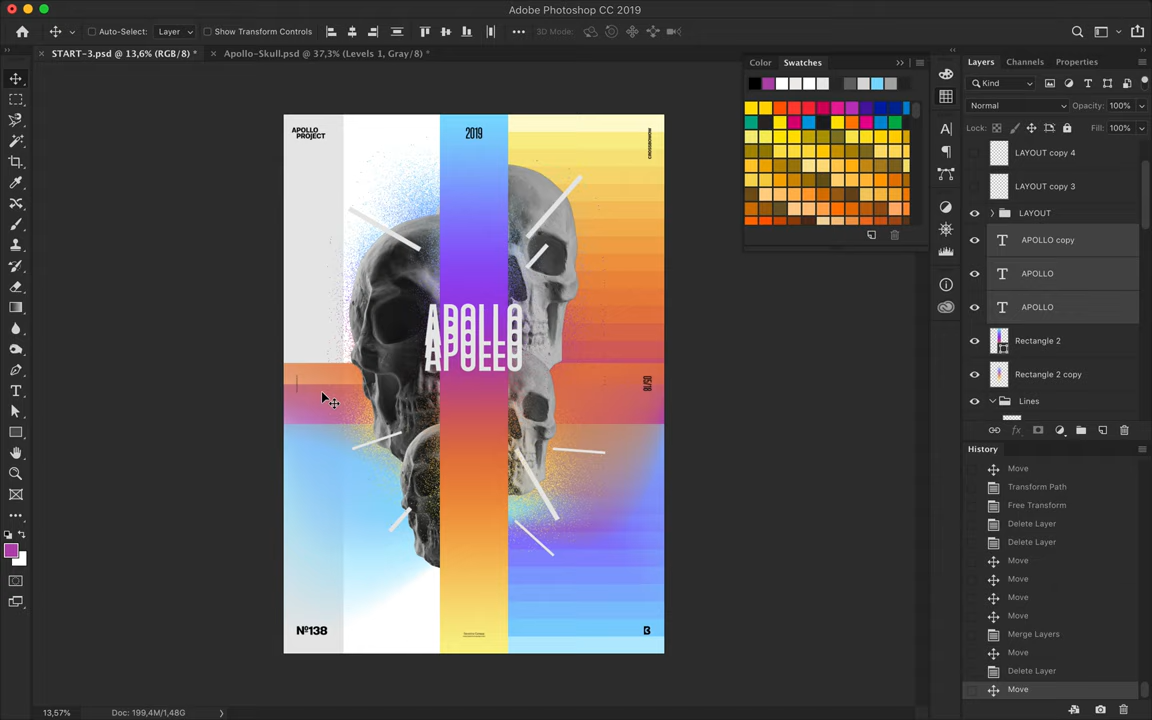 Adobe Photoshop CC 2019
Auto-Select: Layer Show Transform Controls 3D Mode:
START-3.psd @ 13,6% (RGB/8) *
Apollo-Skull.psd @ 37,3% (Levels 1, Gray/8) *
Color Swatches
Layers Channels Properties
Kind
Normal Opacity: 100%
Lock: Fill: 100%
LAYOUT copy 4
LAYOUT copy 3
LAYOUT
APOLLO copy
APOLLO
APOLLO
Rectangle 2
Rectangle 2 copy
Lines
History
Move
Transform Path
Free Transform
Delete Layer
Delete Layer
Move
Move
Move
Move
Merge Layers
Move
Delete Layer
Move
APOLLO
PROJECT
2019
APOLLO
APOLLO
APOLLO
Nº138
B
13,57% Doc: 199,4M/1,48G